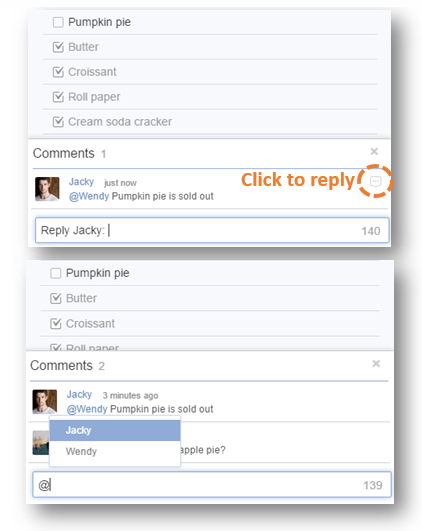 Pumpkin pie
Butter
Croissant
Roll paper
Cream soda cracker
Comments 1
Jacky just now
Click to reply
@Wendy Pumpkin pie is sold out
Reply Jacky: 140
Pumpkin pie
Butter
Croissant
Roll paper
Comments 2
Jacky 3 minutes ago
@Wendy Pumpkin pie is sold out
Jacky
Wendy
apple pie?
@ 139